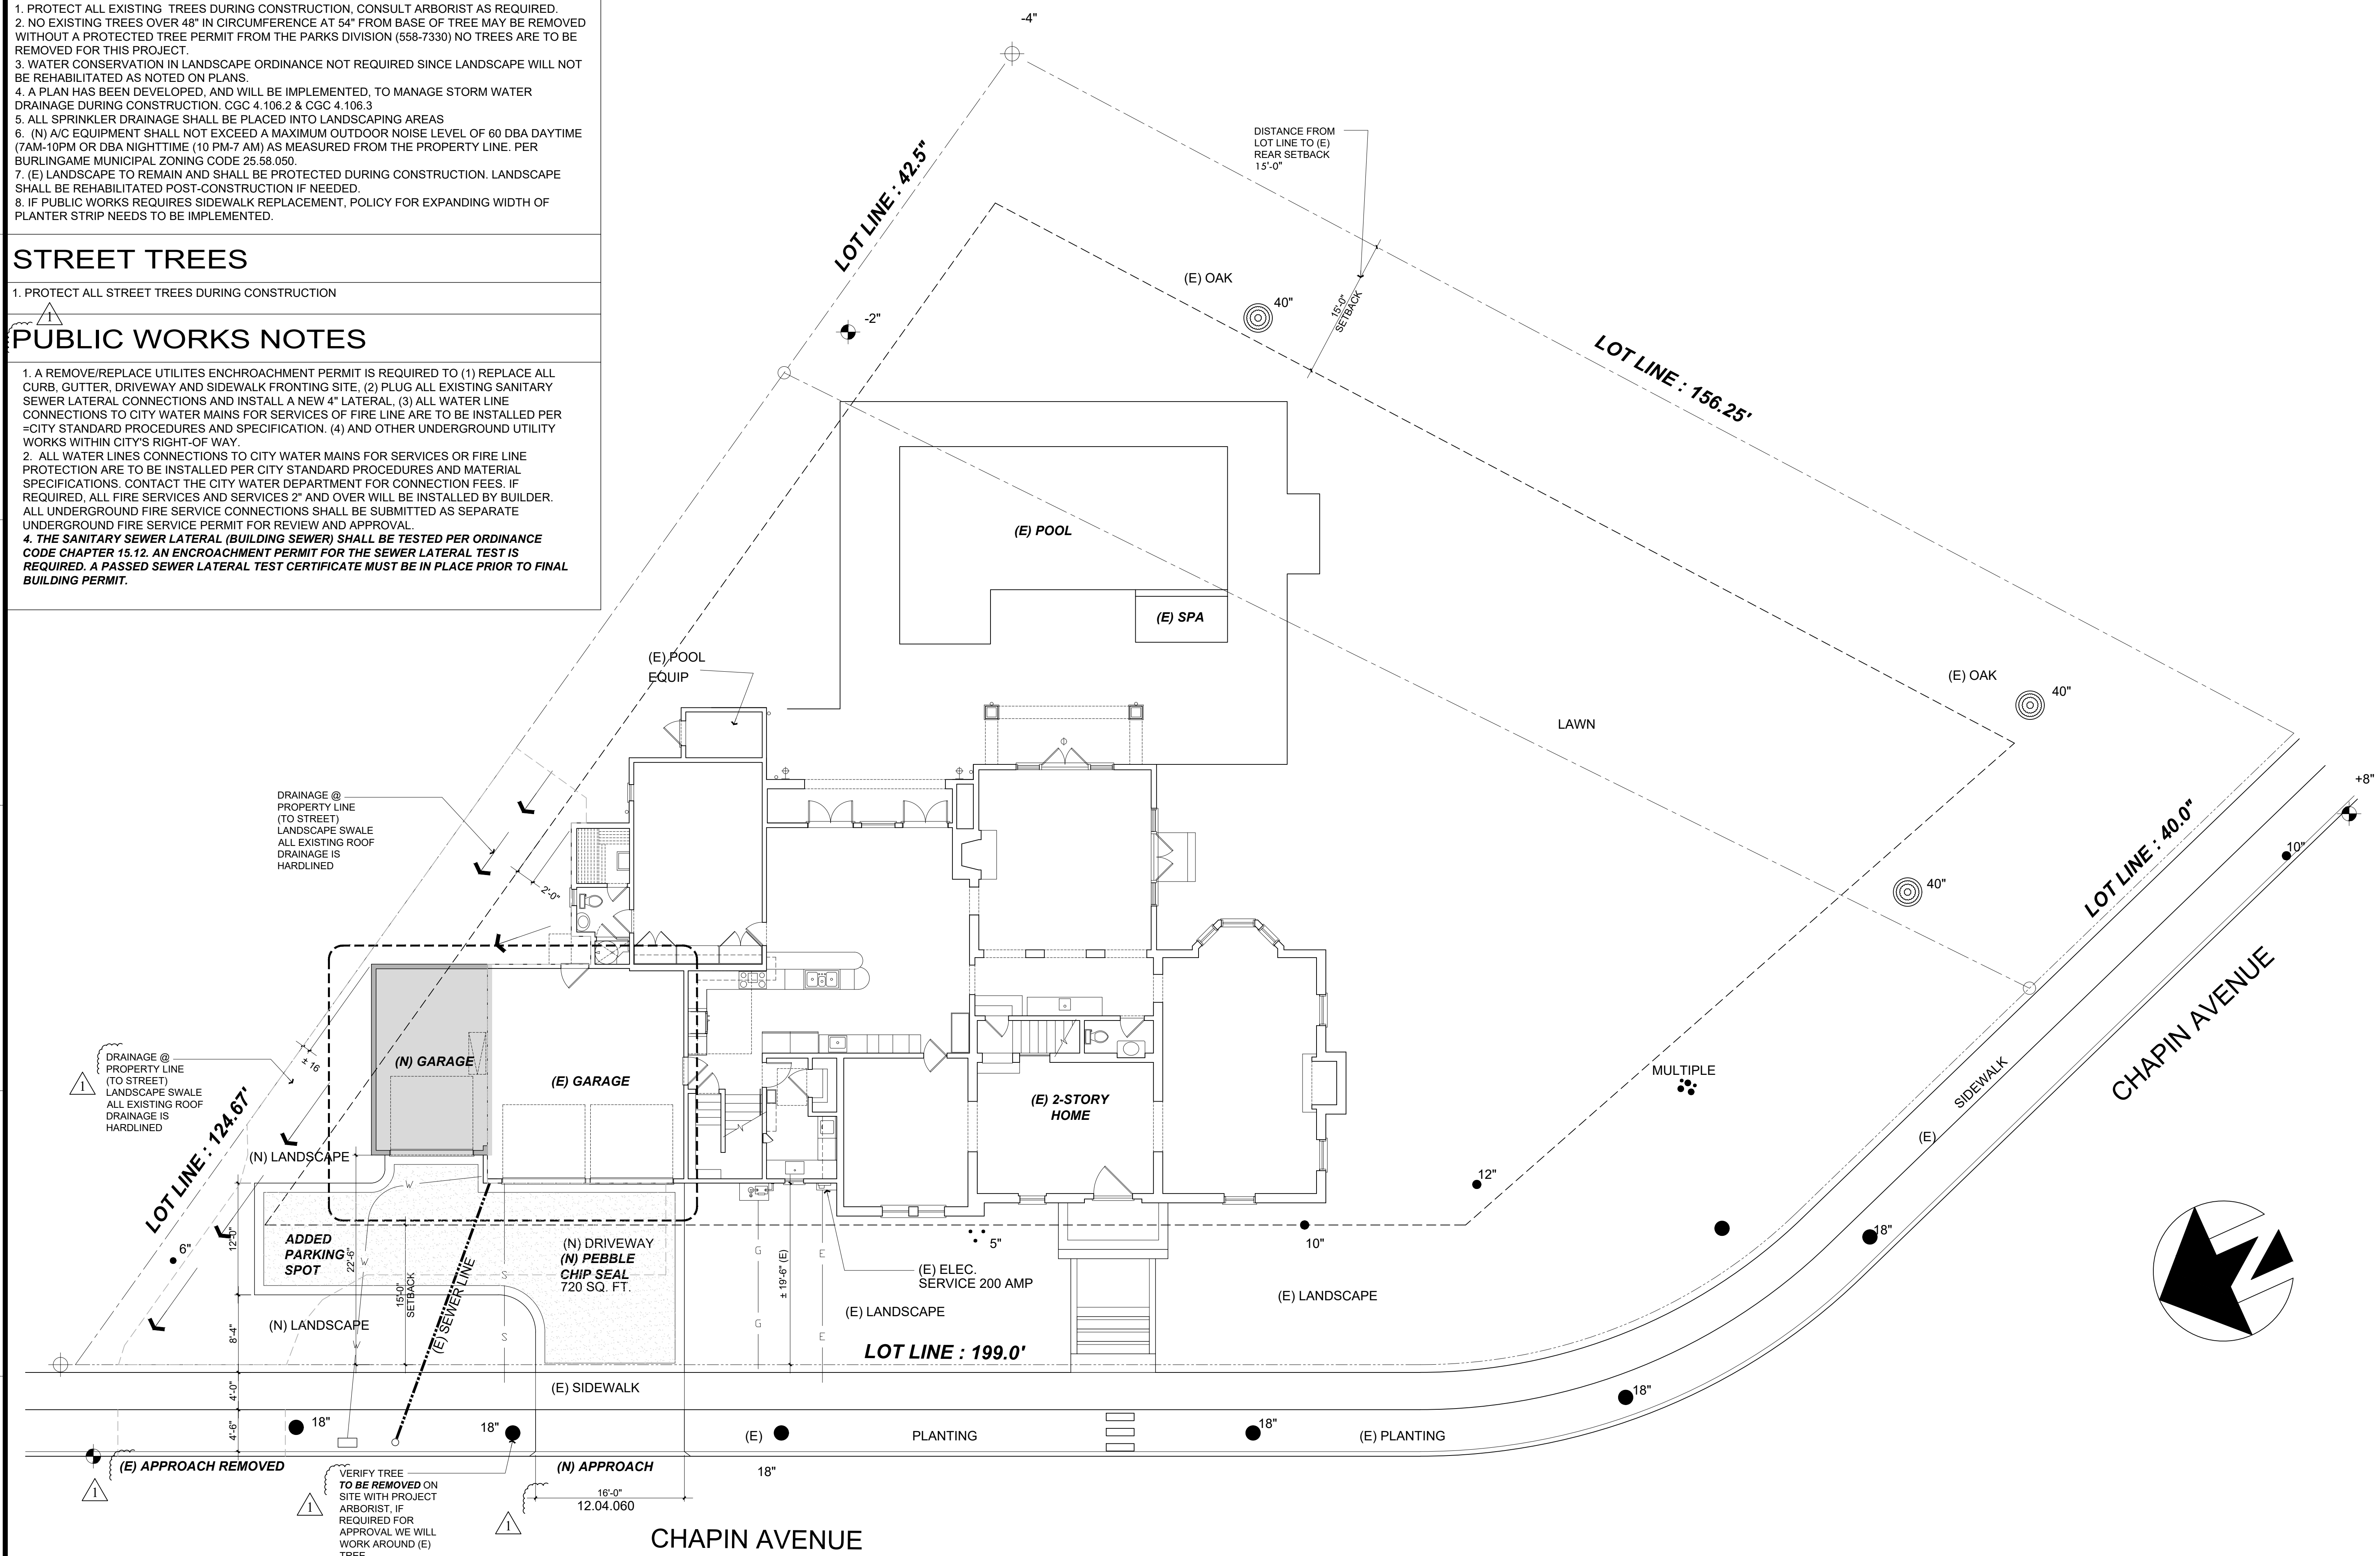 1. PROTECT ALL EXISTING  TREES DURING CONSTRUCTION, CONSULT ARBORIST AS REQUIRED.
2. NO EXISTING TREES OVER 48" IN CIRCUMFERENCE AT 54" FROM BASE OF TREE MAY BE REMOVED
WITHOUT A PROTECTED TREE PERMIT FROM THE PARKS DIVISION (558-7330) NO TREES ARE TO BE
REMOVED FOR THIS PROJECT.
3. WATER CONSERVATION IN LANDSCAPE ORDINANCE NOT REQUIRED SINCE LANDSCAPE WILL NOT
BE REHABILITATED AS NOTED ON PLANS.
4. A PLAN HAS BEEN DEVELOPED, AND WILL BE IMPLEMENTED, TO MANAGE STORM WATER
DRAINAGE DURING CONSTRUCTION. CGC 4.106.2 & CGC 4.106.3
5. ALL SPRINKLER DRAINAGE SHALL BE PLACED INTO LANDSCAPING AREAS
6.  (N) A/C EQUIPMENT SHALL NOT EXCEED A MAXIMUM OUTDOOR NOISE LEVEL OF 60 DBA DAYTIME
(7AM-10PM OR DBA NIGHTTIME (10 PM-7 AM) AS MEASURED FROM THE PROPERTY LINE. PER
BURLINGAME MUNICIPAL ZONING CODE 25.58.050.
7. (E) LANDSCAPE TO REMAIN AND SHALL BE PROTECTED DURING CONSTRUCTION. LANDSCAPE
SHALL BE REHABILITATED POST-CONSTRUCTION IF NEEDED.
8. IF PUBLIC WORKS REQUIRES SIDEWALK REPLACEMENT, POLICY FOR EXPANDING WIDTH OF
PLANTER STRIP NEEDS TO BE IMPLEMENTED.
STREET TREES
1. PROTECT ALL STREET TREES DURING CONSTRUCTION
1
PUBLIC WORKS NOTES
1. A REMOVE/REPLACE UTILITES ENCHROACHMENT PERMIT IS REQUIRED TO (1) REPLACE ALL
CURB, GUTTER, DRIVEWAY AND SIDEWALK FRONTING SITE, (2) PLUG ALL EXISTING SANITARY
SEWER LATERAL CONNECTIONS AND INSTALL A NEW 4" LATERAL, (3) ALL WATER LINE
CONNECTIONS TO CITY WATER MAINS FOR SERVICES OF FIRE LINE ARE TO BE INSTALLED PER
=CITY STANDARD PROCEDURES AND SPECIFICATION. (4) AND OTHER UNDERGROUND UTILITY
WORKS WITHIN CITY'S RIGHT-OF WAY.
2.  ALL WATER LINES CONNECTIONS TO CITY WATER MAINS FOR SERVICES OR FIRE LINE
PROTECTION ARE TO BE INSTALLED PER CITY STANDARD PROCEDURES AND MATERIAL
SPECIFICATIONS. CONTACT THE CITY WATER DEPARTMENT FOR CONNECTION FEES. IF
REQUIRED, ALL FIRE SERVICES AND SERVICES 2" AND OVER WILL BE INSTALLED BY BUILDER.
ALL UNDERGROUND FIRE SERVICE CONNECTIONS SHALL BE SUBMITTED AS SEPARATE
UNDERGROUND FIRE SERVICE PERMIT FOR REVIEW AND APPROVAL.
4. THE SANITARY SEWER LATERAL (BUILDING SEWER) SHALL BE TESTED PER ORDINANCE
CODE CHAPTER 15.12. AN ENCROACHMENT PERMIT FOR THE SEWER LATERAL TEST IS
REQUIRED. A PASSED SEWER LATERAL TEST CERTIFICATE MUST BE IN PLACE PRIOR TO FINAL
BUILDING PERMIT.
-4"
LOT LINE : 42.5"
DISTANCE FROM
LOT LINE TO (E)
REAR SETBACK
15'-0"
(E) OAK
40"
-2"
15'-0"
SETBACK
LOT LINE : 156.25'
(E) POOL
(E) SPA
(E) POOL
EQUIP
(E) OAK
40"
LAWN
+8"
10"
LOT LINE : 40.0"
40"
CHAPIN AVENUE
SIDEWALK
(E)
DRAINAGE @
PROPERTY LINE
(TO STREET)
LANDSCAPE SWALE
ALL EXISTING ROOF
DRAINAGE IS
HARDLINED
2'-0"
DRAINAGE @
PROPERTY LINE
(TO STREET)
LANDSCAPE SWALE
ALL EXISTING ROOF
DRAINAGE IS
HARDLINED
1
± 16
LOT LINE : 124.67'
(N) GARAGE
(E) GARAGE
(E) 2-STORY
HOME
MULTIPLE
(N) LANDSCAPE
12"
W
6"
12'-0"
ADDED
PARKING
SPOT
22'-6"
W
15'-0"
SETBACK
(E) SEWER LINE
S
(N) DRIVEWAY
(N) PEBBLE
CHIP SEAL
720 SQ. FT.
G
± 19'-6" (E)
E
(E) ELEC.
SERVICE 200 AMP
5"
10"
18"
(E) LANDSCAPE
(E) LANDSCAPE
8'-4"
(N) LANDSCAPE
W
S
G
E
LOT LINE : 199.0'
4'-0"
(E) SIDEWALK
18"
4'-6"
18"
18"
(E)
PLANTING
18"
(E) PLANTING
(E) APPROACH REMOVED
1
VERIFY TREE
TO BE REMOVED ON
SITE WITH PROJECT
ARBORIST, IF
REQUIRED FOR
APPROVAL WE WILL
WORK AROUND (E)
TREE
1
(N) APPROACH
18"
16'-0"
12.04.060
1
CHAPIN AVENUE